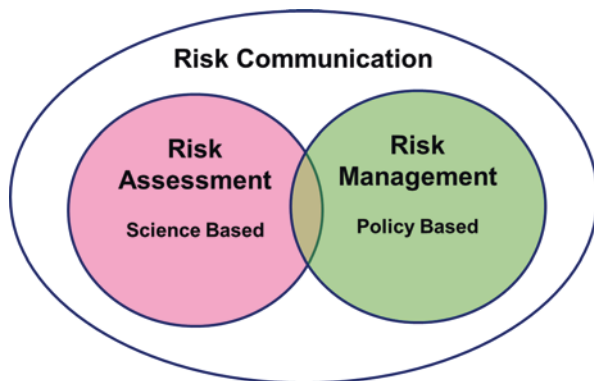 Risk Communication
Risk
Assessment
Science Based
Risk
Management
Policy Based